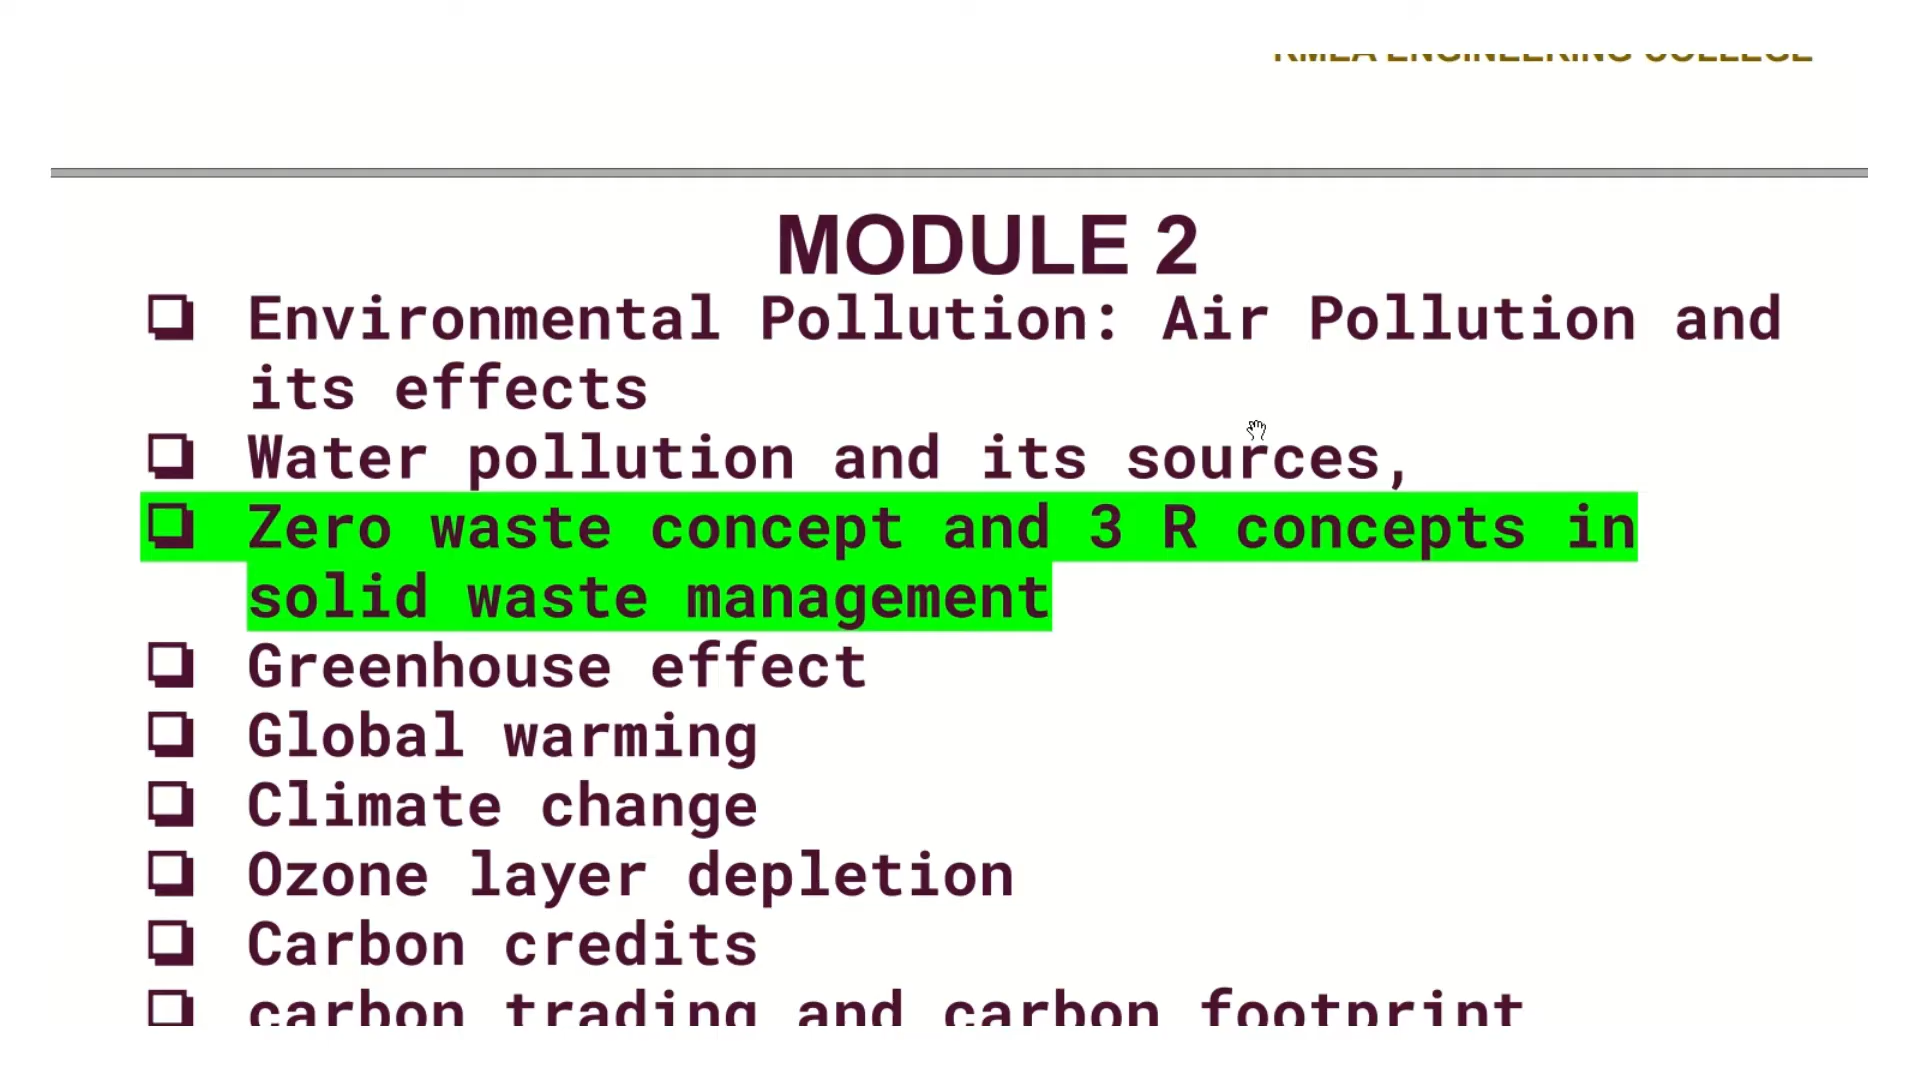 ENGINEERING COLLEGE
MODULE 2
❏ Environmental Pollution: Air Pollution and
its effects
❏ Water pollution and its sources,
❏ Zero waste concept and 3 R concepts in
solid waste management
❏ Greenhouse effect
❏ Global warming
❏ Climate change
❏ Ozone layer depletion
❏ Carbon credits
❏ carbon trading and carbon footprint